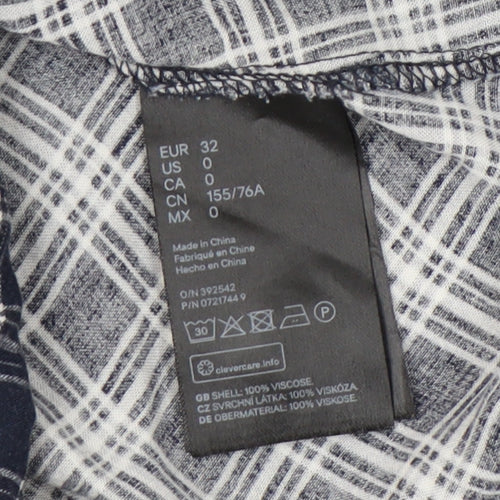 EUR 32
US 0
CA 0
CN 155/76A
MX 0
Made in China
Fabriqué en Chine
Hecho en China
O/N 392542
P/N 0721744 9
30 P
clevercare.info
GB SHELL: 100% VISCOSE.
CZ SVRCHNÍ LÁTKA: 100% VISKÓZA.
DE OBERMATERIAL: 100% VISKOSE.